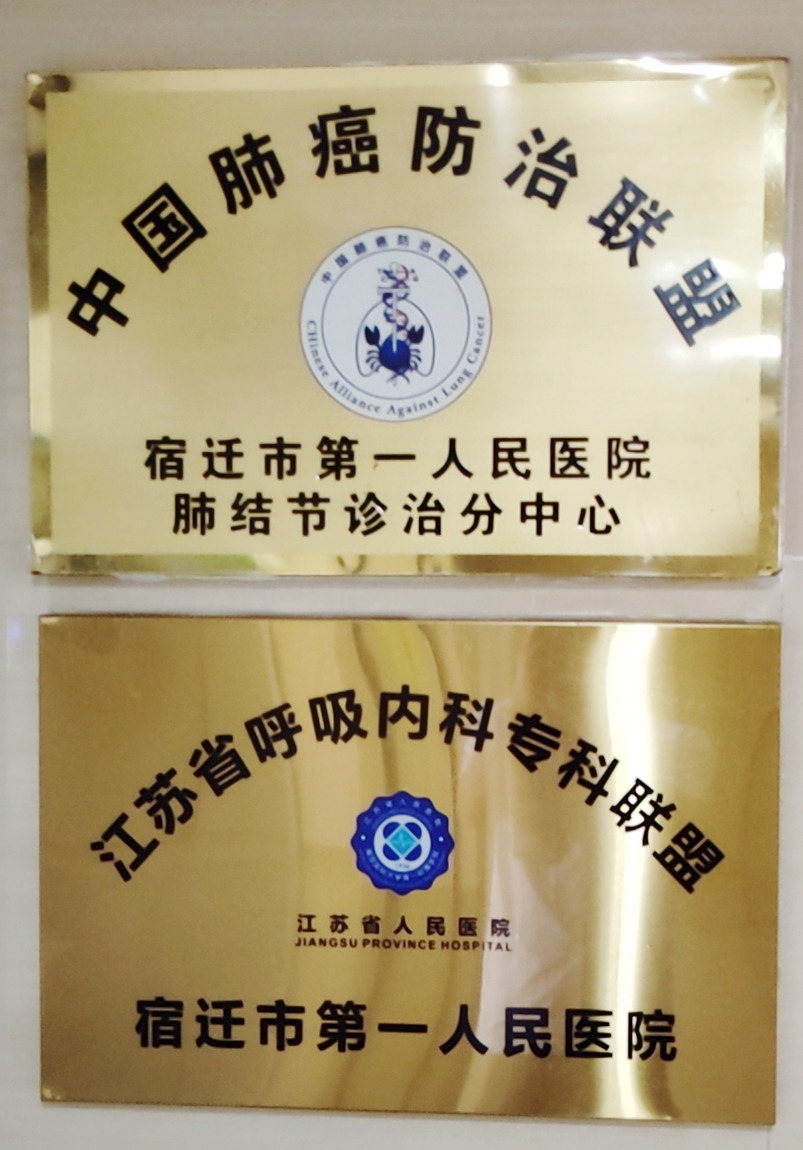 中国肺癌防治联盟
中国肺癌防治联盟
Chinese Alliance Against Lung Cancer
宿迁市第一人民医院
肺结节诊治分中心
江苏省呼吸内科专科联盟
江苏省人民医院
JIANGSU PROVINCE HOSPITAL
宿迁市第一人民医院